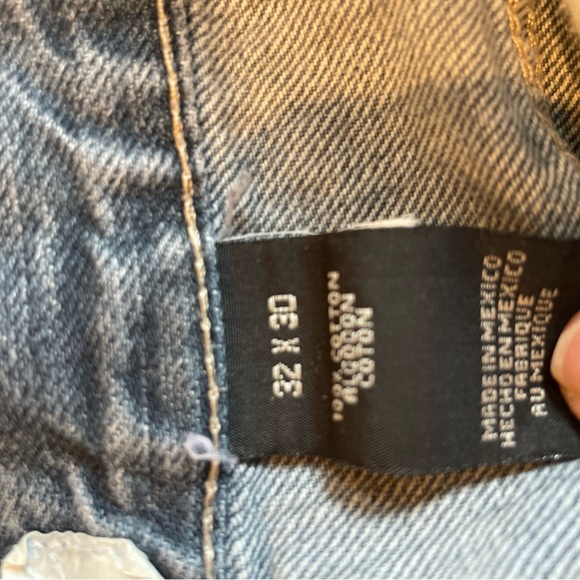 32 X 30
100% COTTON
ALGODON
COTON
MADE IN MEXICO
HECHO EN MEXICO
FABRIQUE
AU MEXIQUE